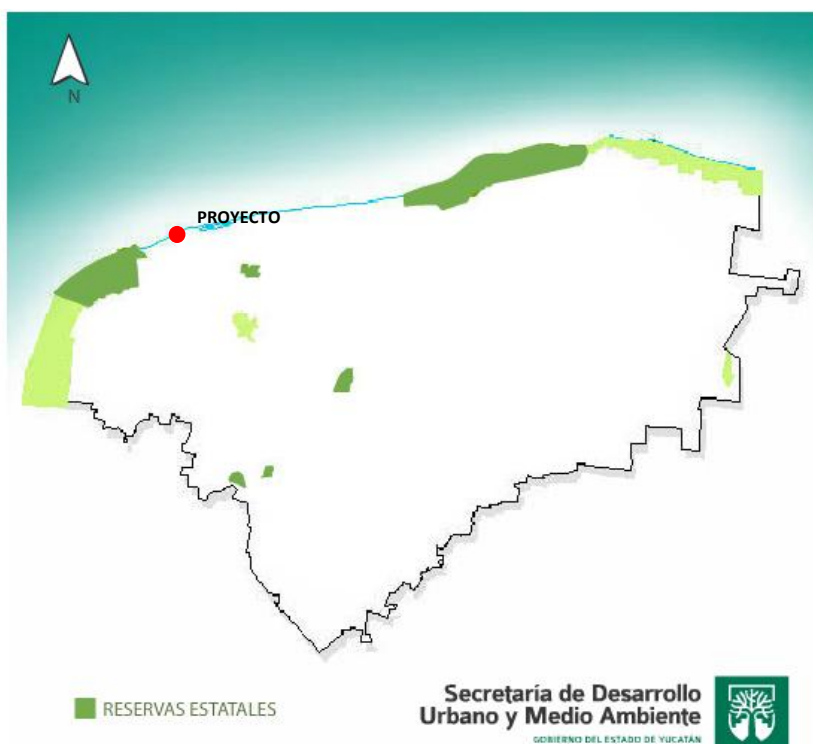 N
PROYECTO
RESERVAS ESTATALES
Secretaría de Desarrollo
Urbano y Medio Ambiente
GOBIERNO DEL ESTADO DE YUCATÁN